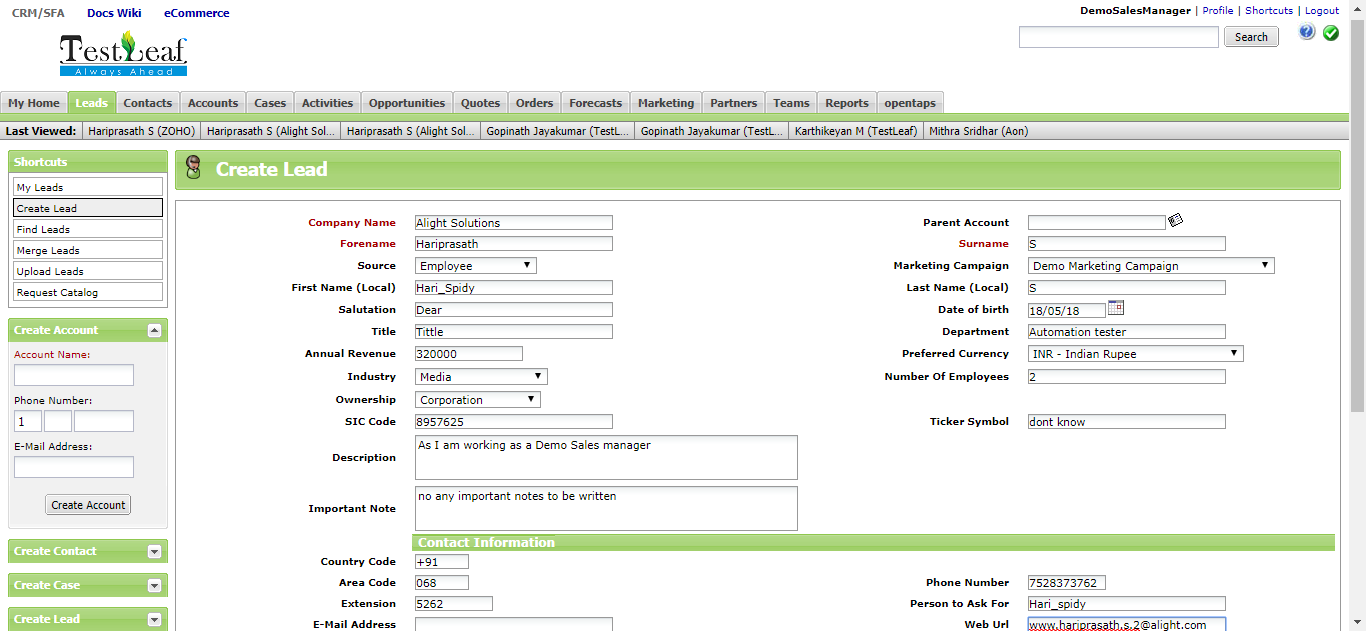 CRM/SFA Docs Wiki eCommerce
DemoSalesManager | Profile | Shortcuts | Logout
Search
TestLeaf
Always Ahead
My Home Leads Contacts Accounts Cases Activities Opportunities Quotes Orders Forecasts Marketing Partners Teams Reports opentaps
Last Viewed: Hariprasath S (ZOHO) Hariprasath S (Alight Sol... Hariprasath S (Alight Sol... Gopinath Jayakumar (TestL... Gopinath Jayakumar (TestL... Karthikeyan M (TestLeaf) Mithra Sridhar (Aon)
Shortcuts
My Leads
Create Lead
Find Leads
Merge Leads
Upload Leads
Request Catalog
Create Account
Account Name:
Phone Number:
1
E-Mail Address:
Create Account
Create Contact
Create Case
Create Lead
Create Lead
Company Name Alight Solutions Parent Account
Forename Hariprasath Surname S
Source Employee Marketing Campaign Demo Marketing Campaign
First Name (Local) Hari_Spidy Last Name (Local) S
Salutation Dear Date of birth 18/05/18
Title Tittle Department Automation tester
Annual Revenue 320000 Preferred Currency INR - Indian Rupee
Industry Media Number Of Employees 2
Ownership Corporation
SIC Code 8957625 Ticker Symbol dont know
Description As I am working as a Demo Sales manager
Important Note no any important notes to be written
Contact Information
Country Code +91
Area Code 068 Phone Number 7528373762
Extension 5262 Person to Ask For Hari_spidy
E-Mail Address Web Url www.hariprasath.s.2@alight.com